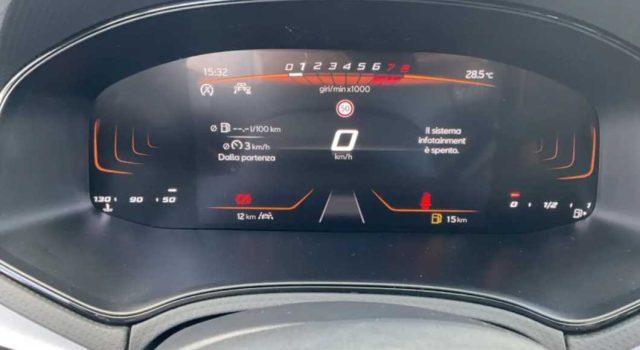 0 1 2 3 4 5 6 7 8
15:32
28.5°C
giri/min x1000
50
Ø --,- l/100 km
Ø 3 km/h
Dalla partenza
0
km/h
Il sistema
infotainment
è spento.
130 90 50
0 1/2 1
12 km
15 km